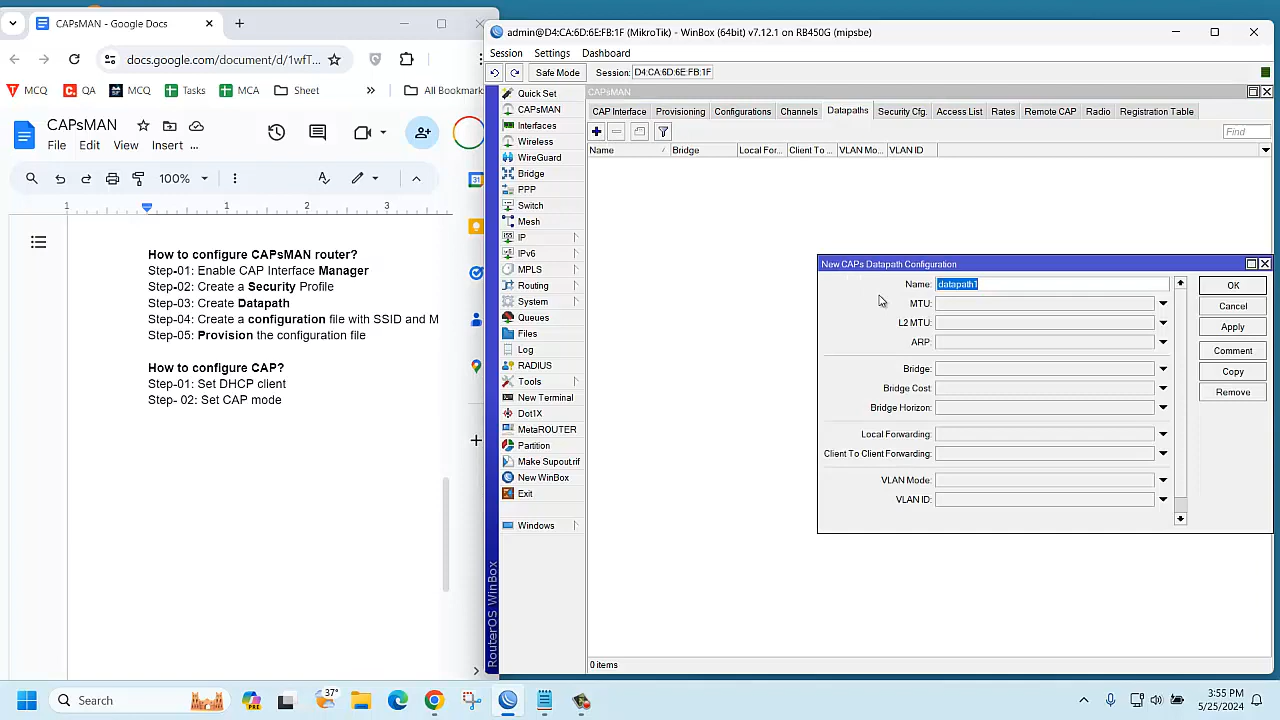 CAPsMAN - Google Docs
docs.google.com/document/d/1wfT...
MCQ
QA
MCQ
Tasks
MCA
Sheet
All Bookmarks
CAPsMAN
File Edit View Insert ...
100%
1 1 2 3
How to configure CAPsMAN router?
Step-01: Enable CAP Interface Manager
Step-02: Create a Security Profile
Step-03: Create Datapath
Step-04: Create a configuration file with SSID and M
Step-05: Provision the configuration file
How to configure CAP?
Step-01: Set DHCP client
Step- 02: Set CAP mode
admin@D4:CA:6D:6E:FB:1F (MikroTik) - WinBox (64bit) v7.12.1 on RB450G (mipsbe)
Session Settings Dashboard
Safe Mode Session: D4:CA:6D:6E:FB:1F
RouterOS WinBox
Quick Set
CAPsMAN
Interfaces
Wireless
WireGuard
Bridge
PPP
Switch
Mesh
IP
IPv6
MPLS
Routing
System
Queues
Files
Log
RADIUS
Tools
New Terminal
Dot1X
MetaROUTER
Partition
Make Supout.rif
New WinBox
Exit
Windows
CAPsMAN
CAP Interface Provisioning Configurations Channels Datapaths Security Cfg. Access List Rates Remote CAP Radio Registration Table
Find
Name Bridge Local For... Client To ... VLAN Mo... VLAN ID
New CAPs Datapath Configuration
Name: datapath1
MTU:
L2 MTU:
ARP:
Bridge:
Bridge Cost:
Bridge Horizon:
Local Forwarding:
Client To Client Forwarding:
VLAN Mode:
VLAN ID:
OK
Cancel
Apply
Comment
Copy
Remove
0 items
Search
37°
3:55 PM
5/25/2024